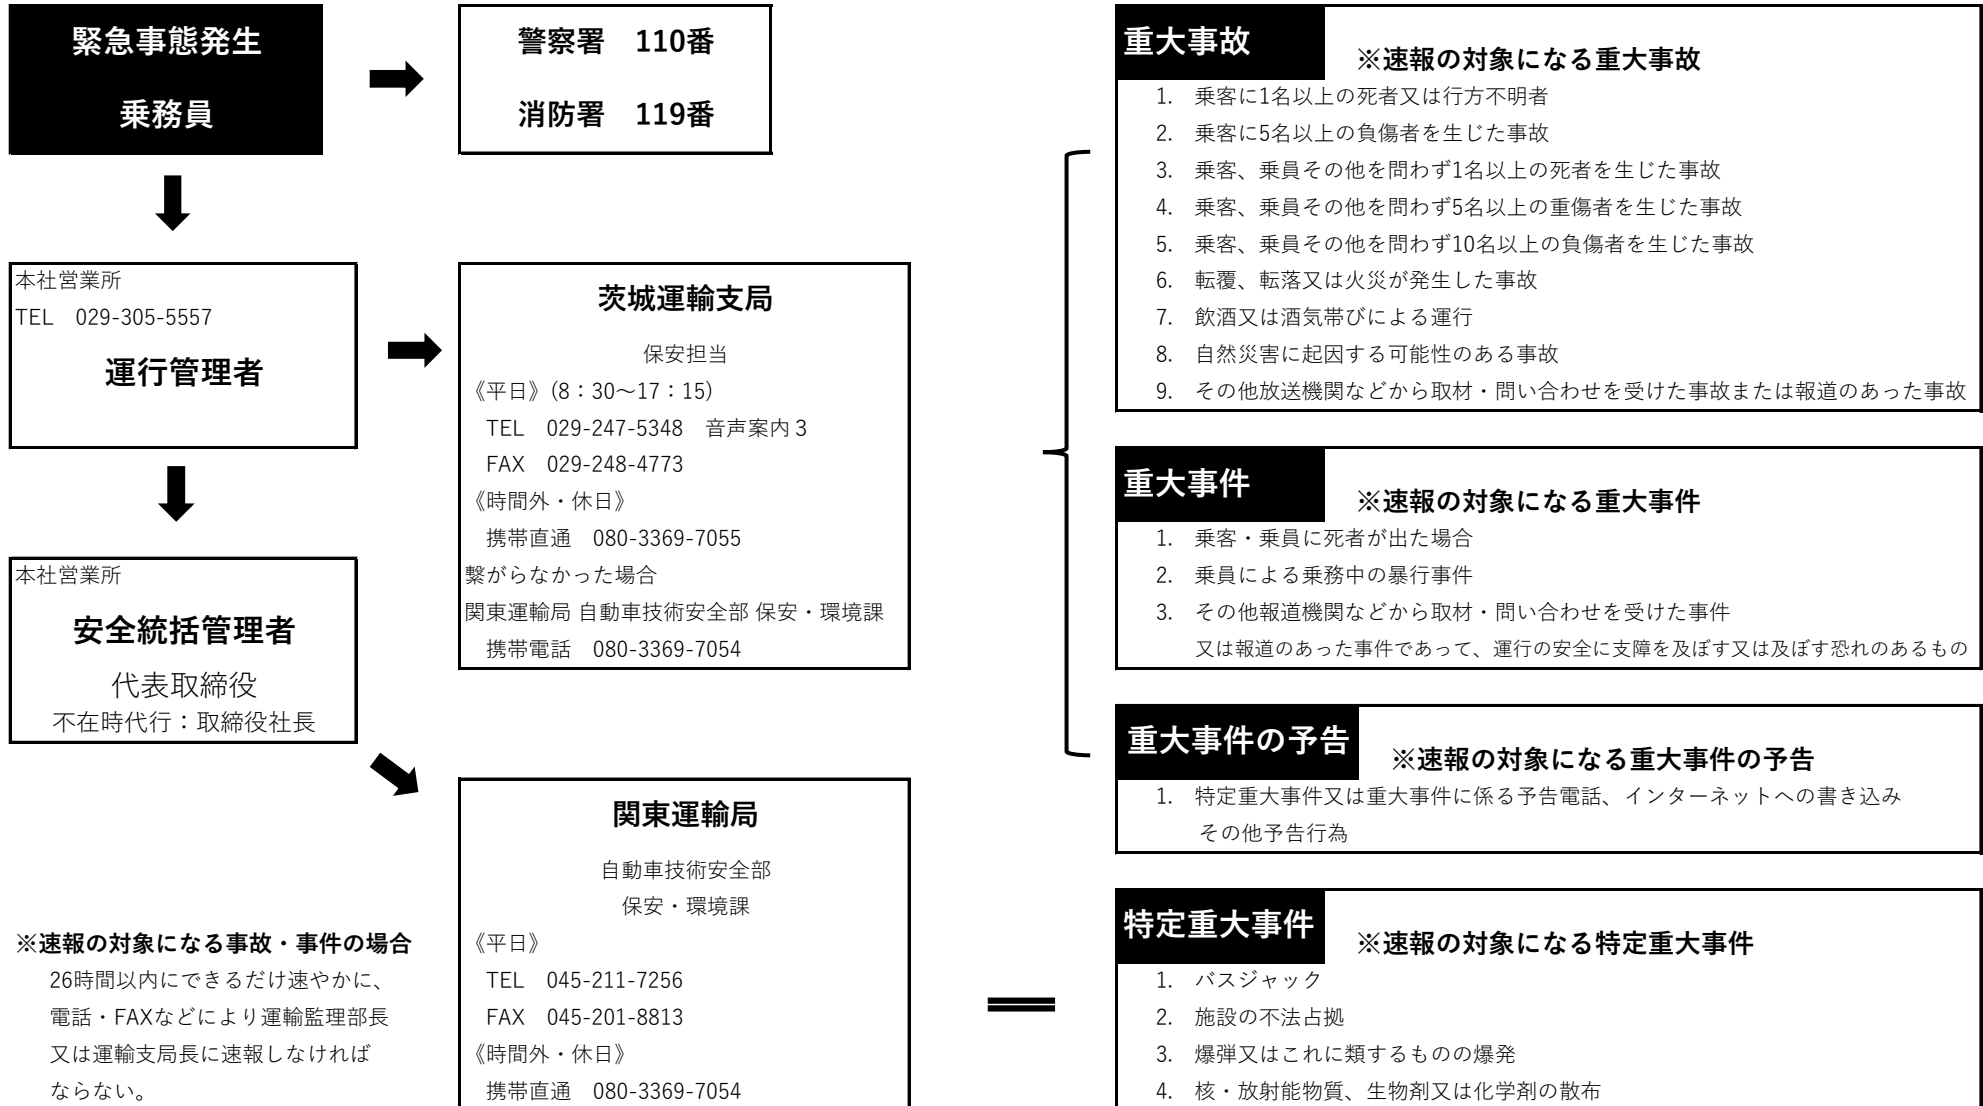 緊急事態発生
乗務員
警察署　110番
消防署　119番
本社営業所
TEL　029-305-5557
運行管理者
茨城運輸支局
保安担当
《平日》(8：30～17：15)
TEL　029-247-5348　音声案内３
FAX　029-248-4773
《時間外・休日》
携帯直通　080-3369-7055
繋がらなかった場合
関東運輸局 自動車技術安全部 保安・環境課
携帯電話　080-3369-7054
本社営業所
安全統括管理者
代表取締役
不在時代行：取締役社長
関東運輸局
自動車技術安全部
保安・環境課
《平日》
TEL　045-211-7256
FAX　045-201-8813
《時間外・休日》
携帯直通　080-3369-7054
※速報の対象になる事故・事件の場合
26時間以内にできるだけ速やかに、
電話・FAXなどにより運輸監理部長
又は運輸支局長に速報しなければ
ならない。
重大事故
※速報の対象になる重大事故
1.　乗客に1名以上の死者又は行方不明者
2.　乗客に5名以上の負傷者を生じた事故
3.　乗客、乗員その他を問わず1名以上の死者を生じた事故
4.　乗客、乗員その他を問わず5名以上の重傷者を生じた事故
5.　乗客、乗員その他を問わず10名以上の負傷者を生じた事故
6.　転覆、転落又は火災が発生した事故
7.　飲酒又は酒気帯びによる運行
8.　自然災害に起因する可能性のある事故
9.　その他放送機関などから取材・問い合わせを受けた事故または報道のあった事故
重大事件
※速報の対象になる重大事件
1.　乗客・乗員に死者が出た場合
2.　乗員による乗務中の暴行事件
3.　その他報道機関などから取材・問い合わせを受けた事件
又は報道のあった事件であって、運行の安全に支障を及ぼす又は及ぼす恐れのあるもの
重大事件の予告
※速報の対象になる重大事件の予告
1.　特定重大事件又は重大事件に係る予告電話、インターネットへの書き込み
その他予告行為
特定重大事件
※速報の対象になる特定重大事件
1.　バスジャック
2.　施設の不法占拠
3.　爆弾又はこれに類するものの爆発
4.　核・放射能物質、生物剤又は化学剤の散布